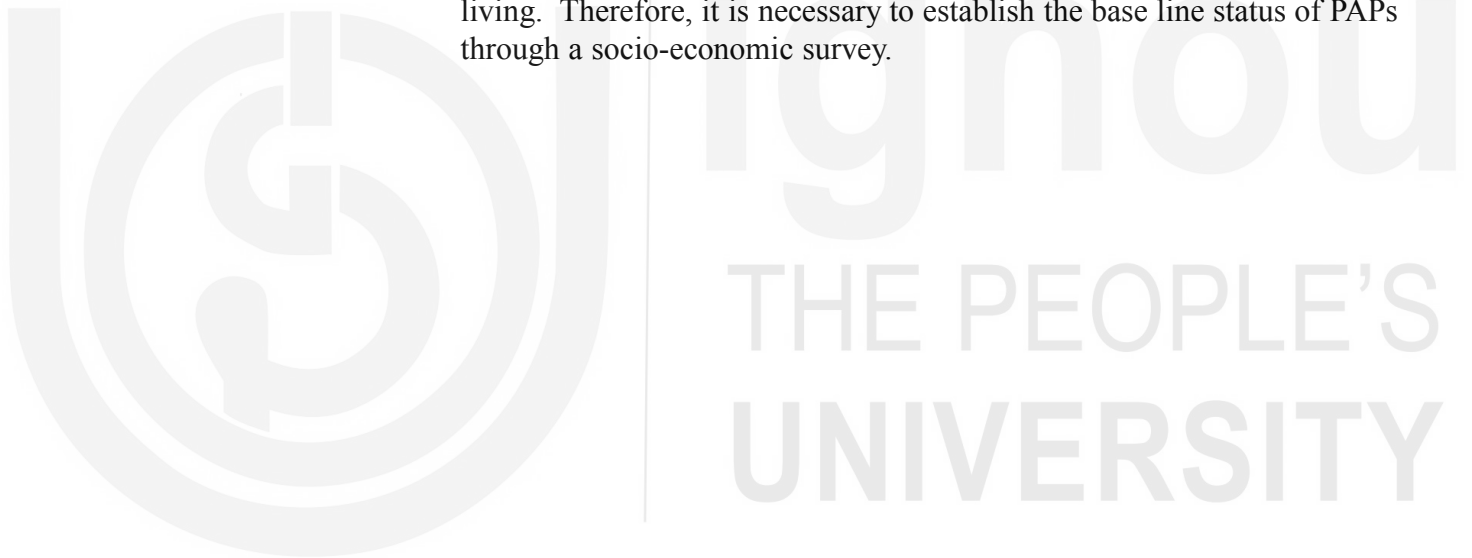 living. Therefore, it is necessary to establish the base line status of PAPs
through a socio-economic survey.
ignou
THE PEOPLE’S
UNIVERSITY